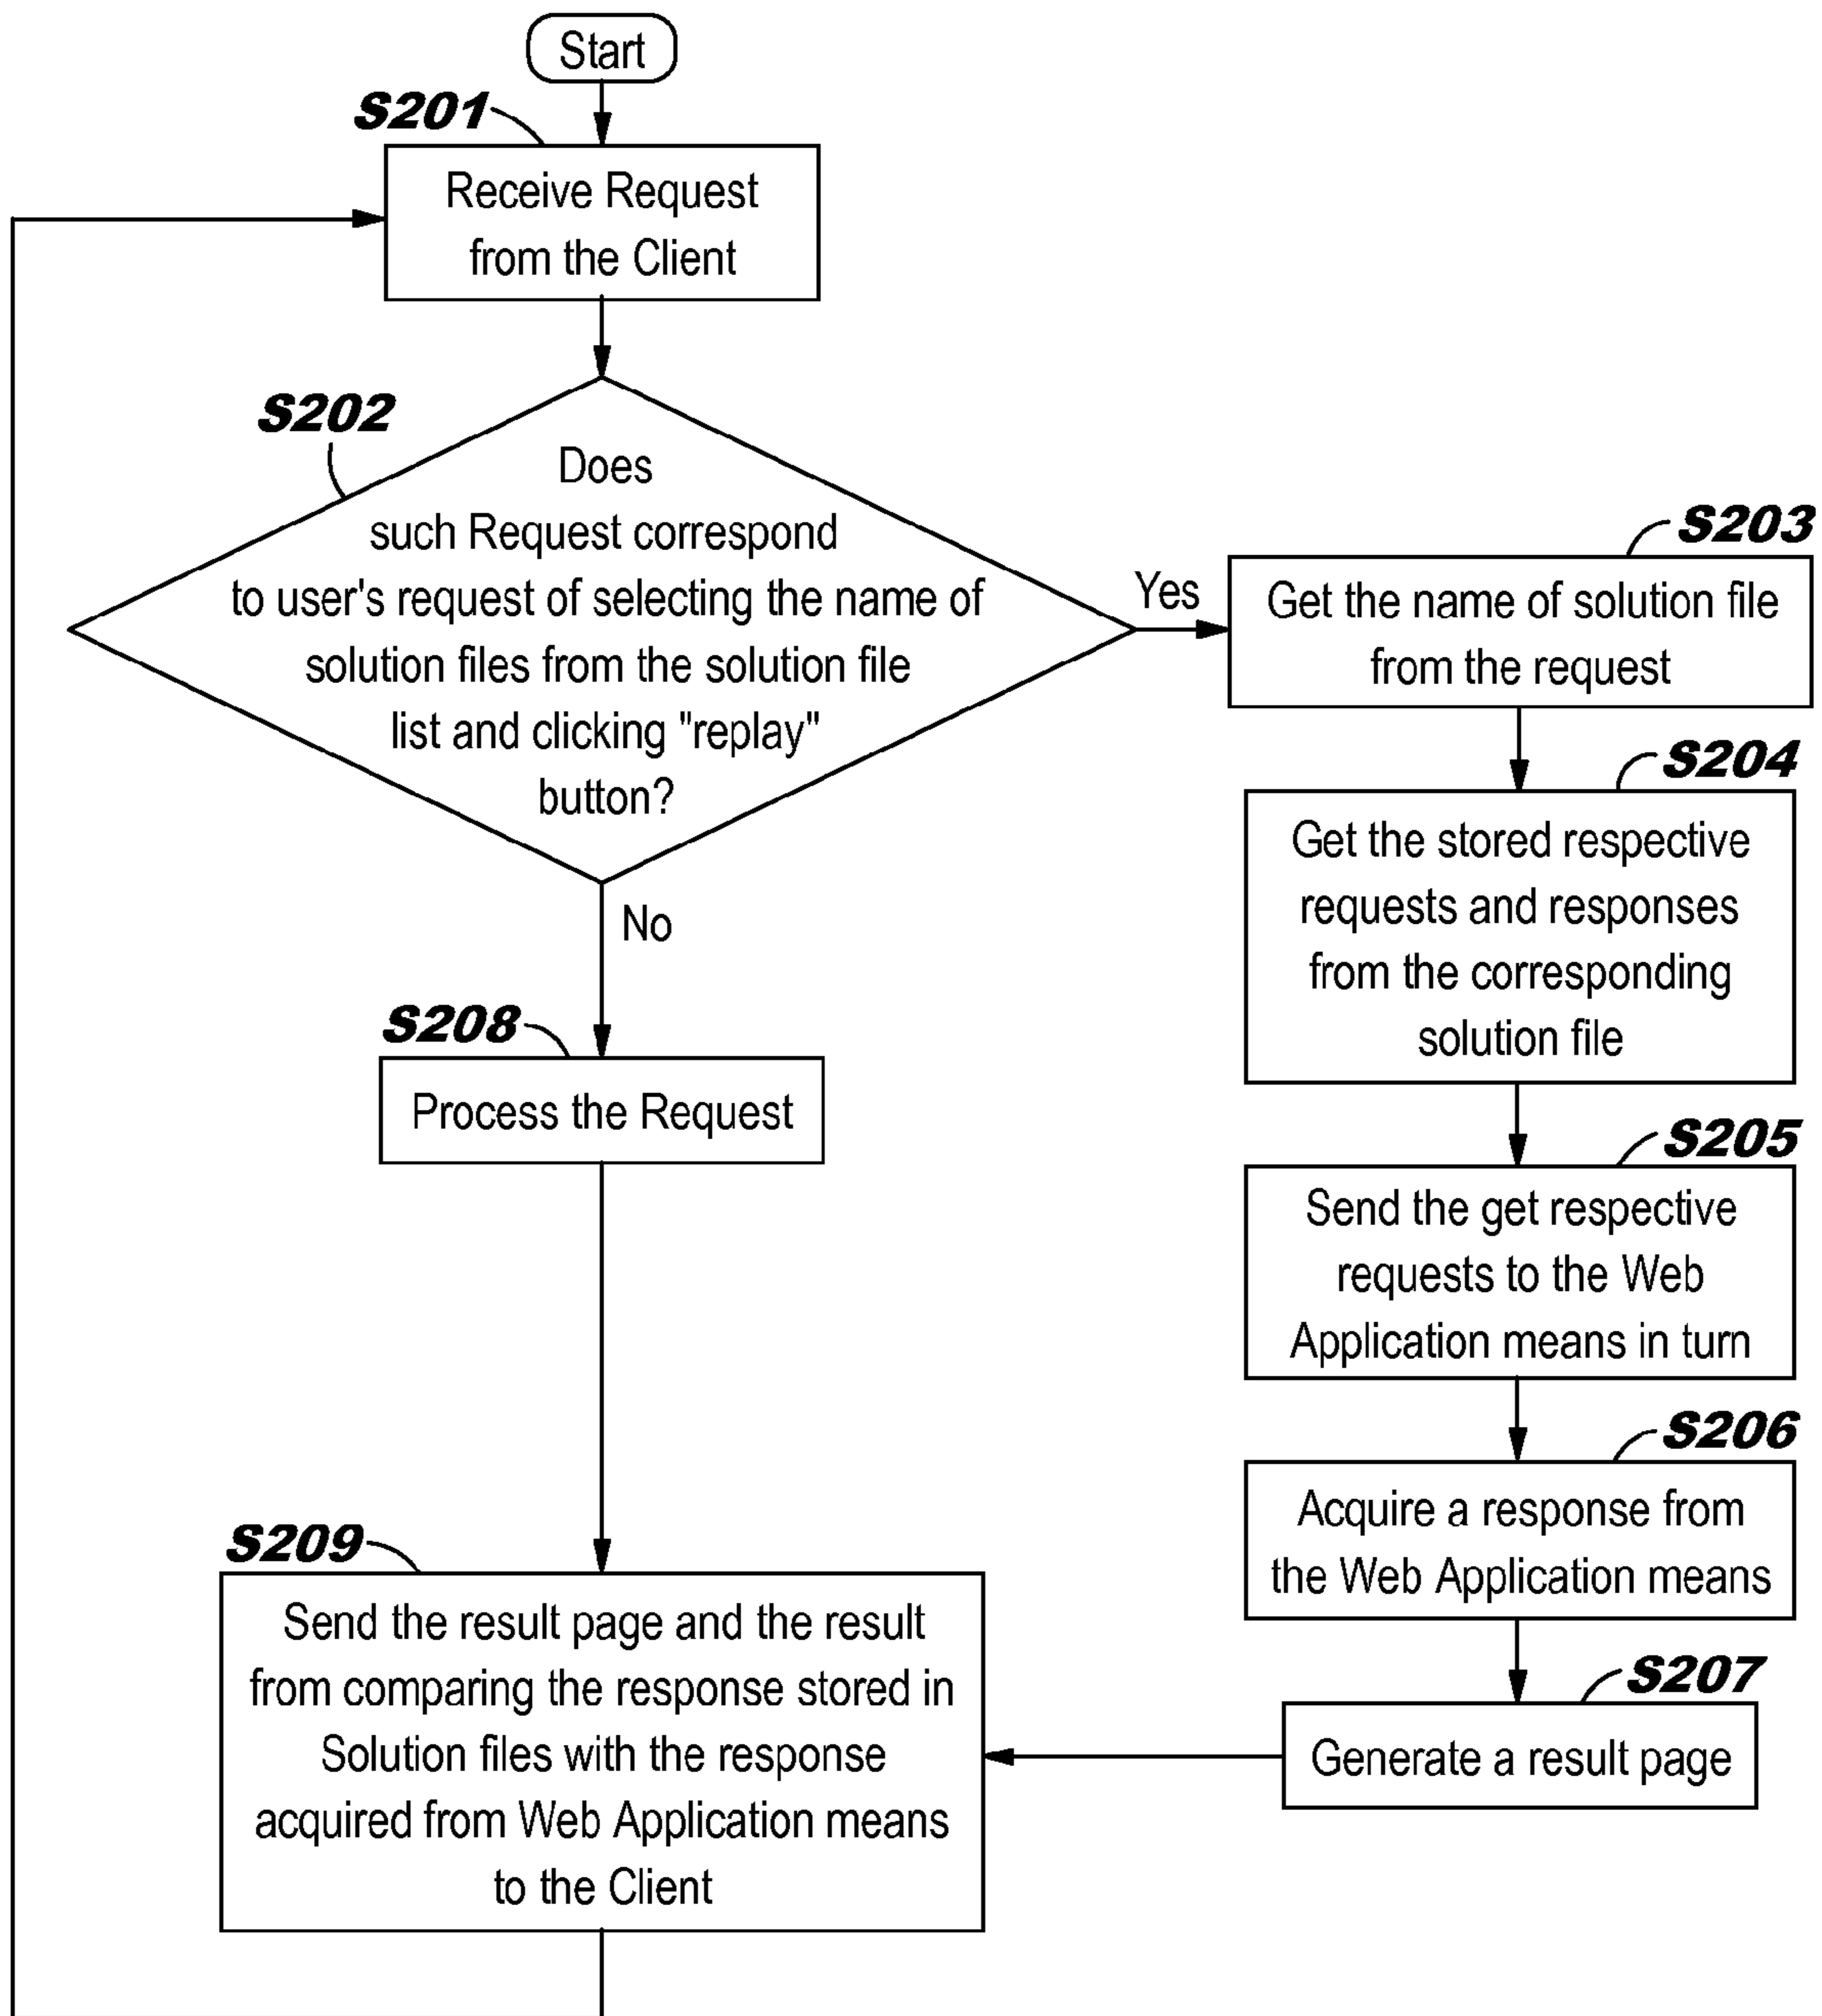 Start
S201
Receive Request
from the Client
S202
Does
such Request correspond
to user's request of selecting the name of
solution files from the solution file
list and clicking "replay"
button?
Yes
No
S203
Get the name of solution file
from the request
S204
Get the stored respective
requests and responses
from the corresponding
solution file
S205
Send the get respective
requests to the Web
Application means in turn
S206
Acquire a response from
the Web Application means
S207
Generate a result page
S208
Process the Request
S209
Send the result page and the result
from comparing the response stored in
Solution files with the response
acquired from Web Application means
to the Client